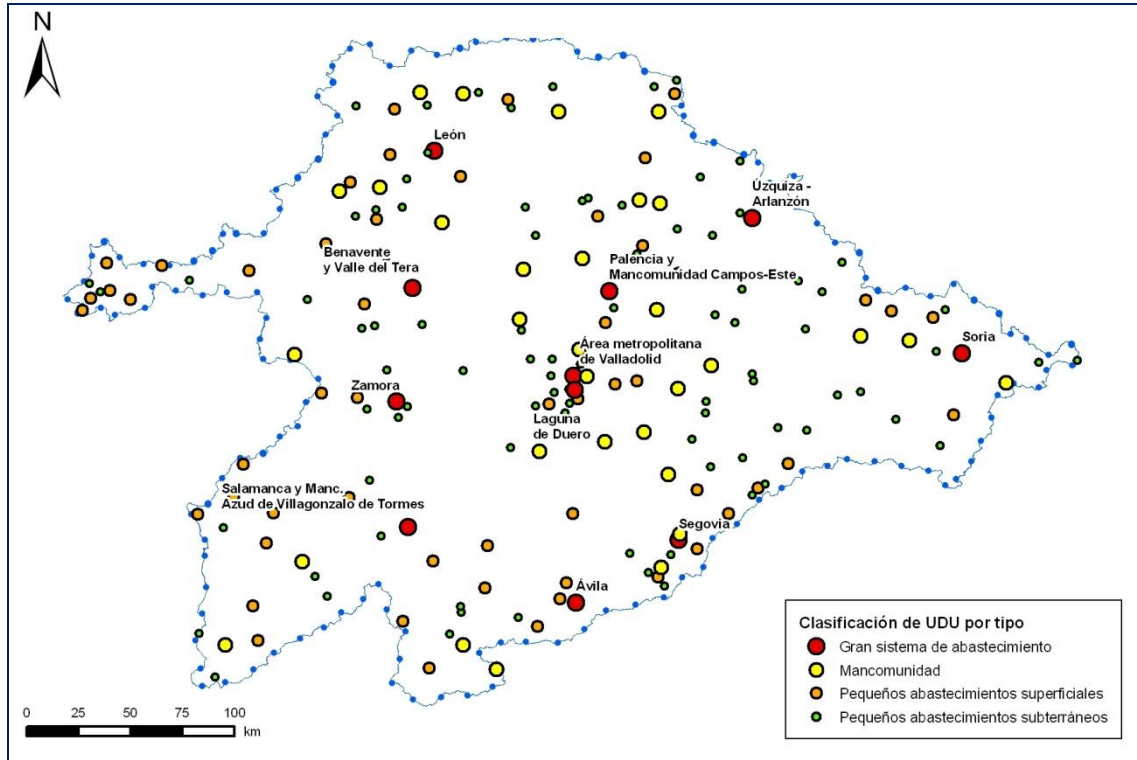 N
León
Úzquiza -
Arlanzón
Benavente
y Valle del Tera
Palencia y
Mancomunidad Campos-Este
Soria
Área metropolitana
de Valladolid
Zamora
Laguna
de Duero
Salamanca y Manc.
Azud de Villagonzalo de Tormes
Segovia
Ávila
Clasificación de UDU por tipo
Gran sistema de abastecimiento
Mancomunidad
Pequeños abastecimientos superficiales
Pequeños abastecimientos subterráneos
0 25 50 75 100
km